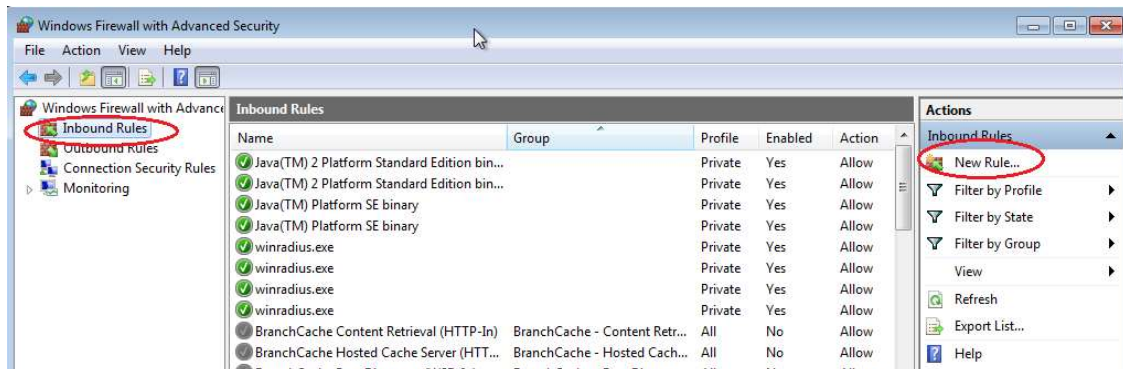 Windows Firewall with Advanced Security
File Action View Help
Windows Firewall with Advance
Inbound Rules
Outbound Rules
Connection Security Rules
Monitoring
Inbound Rules
Name Group Profile Enabled Action
Java(TM) 2 Platform Standard Edition bin... Private Yes Allow
Java(TM) 2 Platform Standard Edition bin... Private Yes Allow
Java(TM) Platform SE binary Private Yes Allow
Java(TM) Platform SE binary Private Yes Allow
winradius.exe Private Yes Allow
winradius.exe Private Yes Allow
winradius.exe Private Yes Allow
winradius.exe Private Yes Allow
BranchCache Content Retrieval (HTTP-In) BranchCache - Content Retr... All No Allow
BranchCache Hosted Cache Server (HTT... BranchCache - Hosted Cach... All No Allow
Actions
Inbound Rules
New Rule...
Filter by Profile
Filter by State
Filter by Group
View
Refresh
Export List...
Help